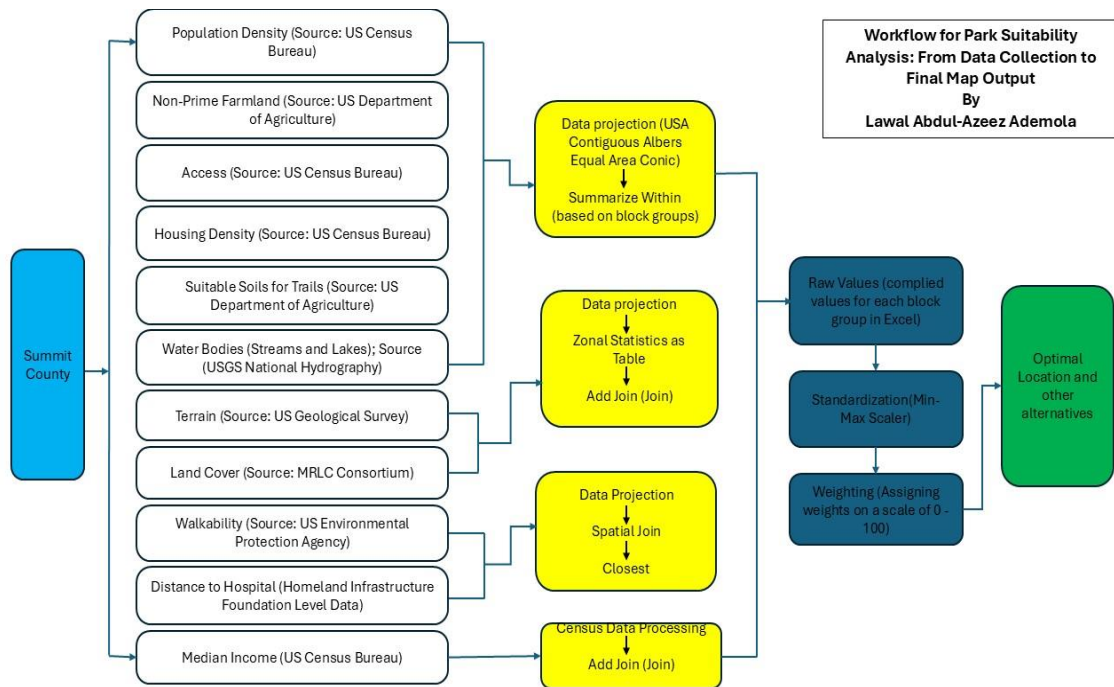 Workflow for Park Suitability
Analysis: From Data Collection to
Final Map Output
By
Lawal Abdul-Azeez Ademola
Summit
County
Population Density (Source: US Census
Bureau)
Non-Prime Farmland (Source: US Department
of Agriculture)
Access (Source: US Census Bureau)
Housing Density (Source: US Census Bureau)
Suitable Soils for Trails (Source: US
Department of Agriculture)
Water Bodies (Streams and Lakes); Source
(USGS National Hydrography)
Terrain (Source: US Geological Survey)
Land Cover (Source: MRLC Consortium)
Walkability (Source: US Environmental
Protection Agency)
Distance to Hospital (Homeland Infrastructure
Foundation Level Data)
Median Income (US Census Bureau)
Data projection (USA
Contiguous Albers
Equal Area Conic)
Summarize Within
(based on block groups)
Data projection
Zonal Statistics as
Table
Add Join (Join)
Data Projection
Spatial Join
Closest
Census Data Processing
Add Join (Join)
Raw Values (complied
values for each block
group in Excel)
Standardization(Min-
Max Scaler)
Weighting (Assigning
weights on a scale of 0 -
100)
Optimal
Location and
other
alternatives